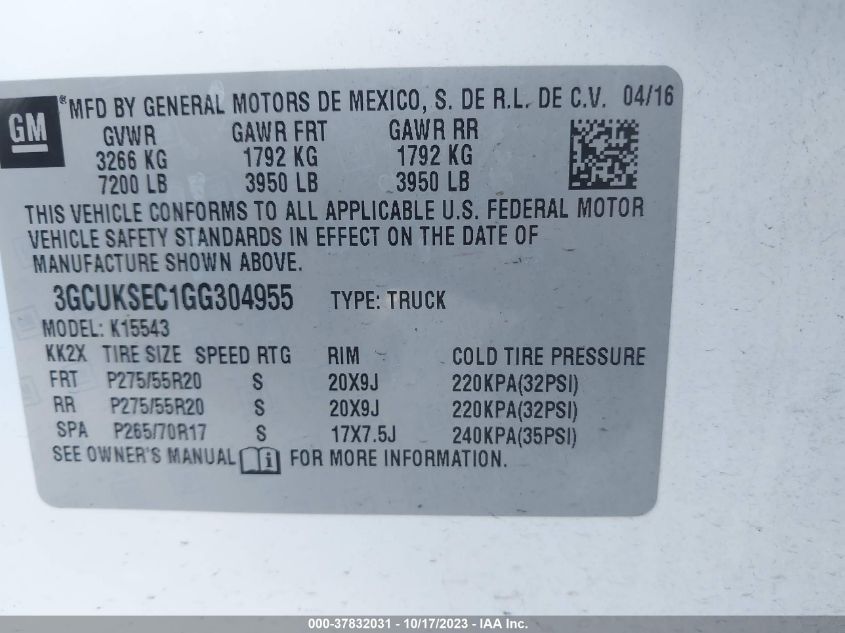 GM ® MFD BY GENERAL MOTORS DE MEXICO, S. DE R.L. DE C.V. 04/16
GVWR GAWR FRT GAWR RR
3266 KG 1792 KG 1792 KG
7200 LB 3950 LB 3950 LB
THIS VEHICLE CONFORMS TO ALL APPLICABLE U.S. FEDERAL MOTOR
VEHICLE SAFETY STANDARDS IN EFFECT ON THE DATE OF
MANUFACTURE SHOWN ABOVE.
3GCUKSEC1GG304955 TYPE: TRUCK
MODEL: K15543
KK2X TIRE SIZE SPEED RTG RIM COLD TIRE PRESSURE
FRT P275/55R20 S 20X9J 220KPA(32PSI)
RR P275/55R20 S 20X9J 220KPA(32PSI)
SPA P265/70R17 S 17X7.5J 240KPA(35PSI)
SEE OWNER'S MANUAL FOR MORE INFORMATION.
000-37832031 - 10/17/2023 - IAA Inc.